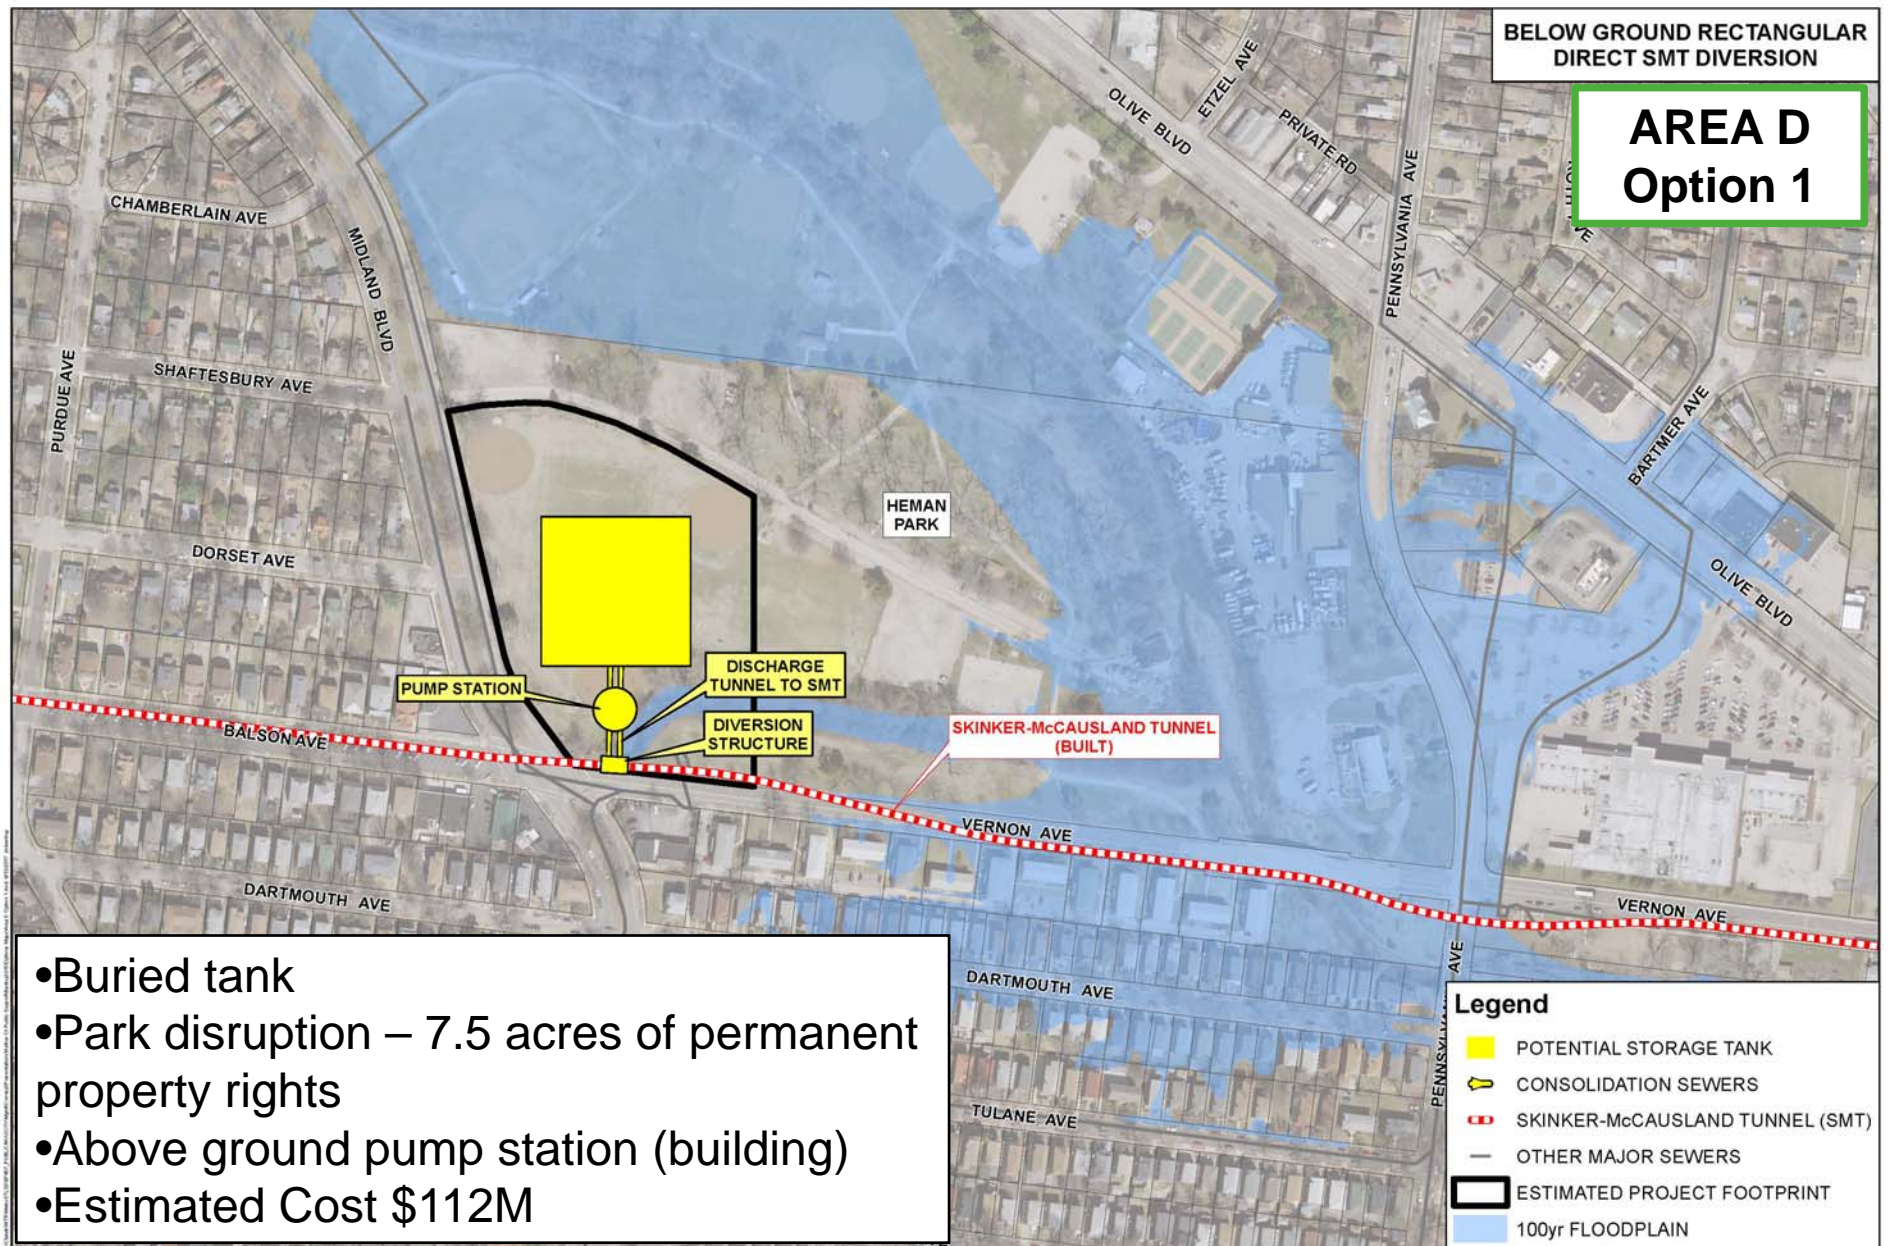 BELOW GROUND RECTANGULAR
DIRECT SMT DIVERSION
AREA D
Option 1
ETZEL AVE
OLIVE BLVD
PRIVATE RD
PENNSYLVANIA AVE
AVE
CHAMBERLAIN AVE
MIDLAND BLVD
PURDUE AVE
SHAFTESBURY AVE
BARTMER AVE
HEMAN
PARK
DORSET AVE
OLIVE BLVD
PUMP STATION
DISCHARGE
TUNNEL TO SMT
DIVERSION
STRUCTURE
SKINKER-McCAUSLAND TUNNEL
(BUILT)
BALSON AVE
VERNON AVE
DARTMOUTH AVE
VERNON AVE
DARTMOUTH AVE
AVE
TULANE AVE
•Buried tank
•Park disruption – 7.5 acres of permanent
property rights
•Above ground pump station (building)
•Estimated Cost $112M
Legend
POTENTIAL STORAGE TANK
CONSOLIDATION SEWERS
SKINKER-McCAUSLAND TUNNEL (SMT)
OTHER MAJOR SEWERS
ESTIMATED PROJECT FOOTPRINT
100yr FLOODPLAIN